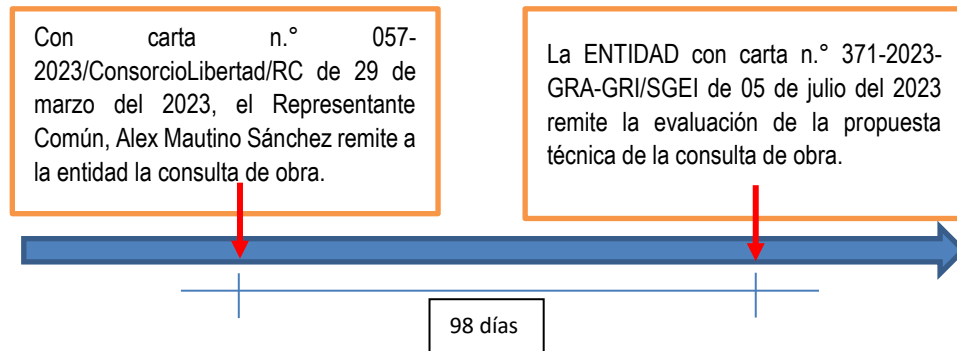 Con carta n.° 057-
2023/ConsorcioLibertad/RC de 29 de
marzo del 2023, el Representante
Común, Alex Mautino Sánchez remite a
la entidad la consulta de obra.
La ENTIDAD con carta n.° 371-2023-
GRA-GRI/SGEI de 05 de julio del 2023
remite la evaluación de la propuesta
técnica de la consulta de obra.
98 días